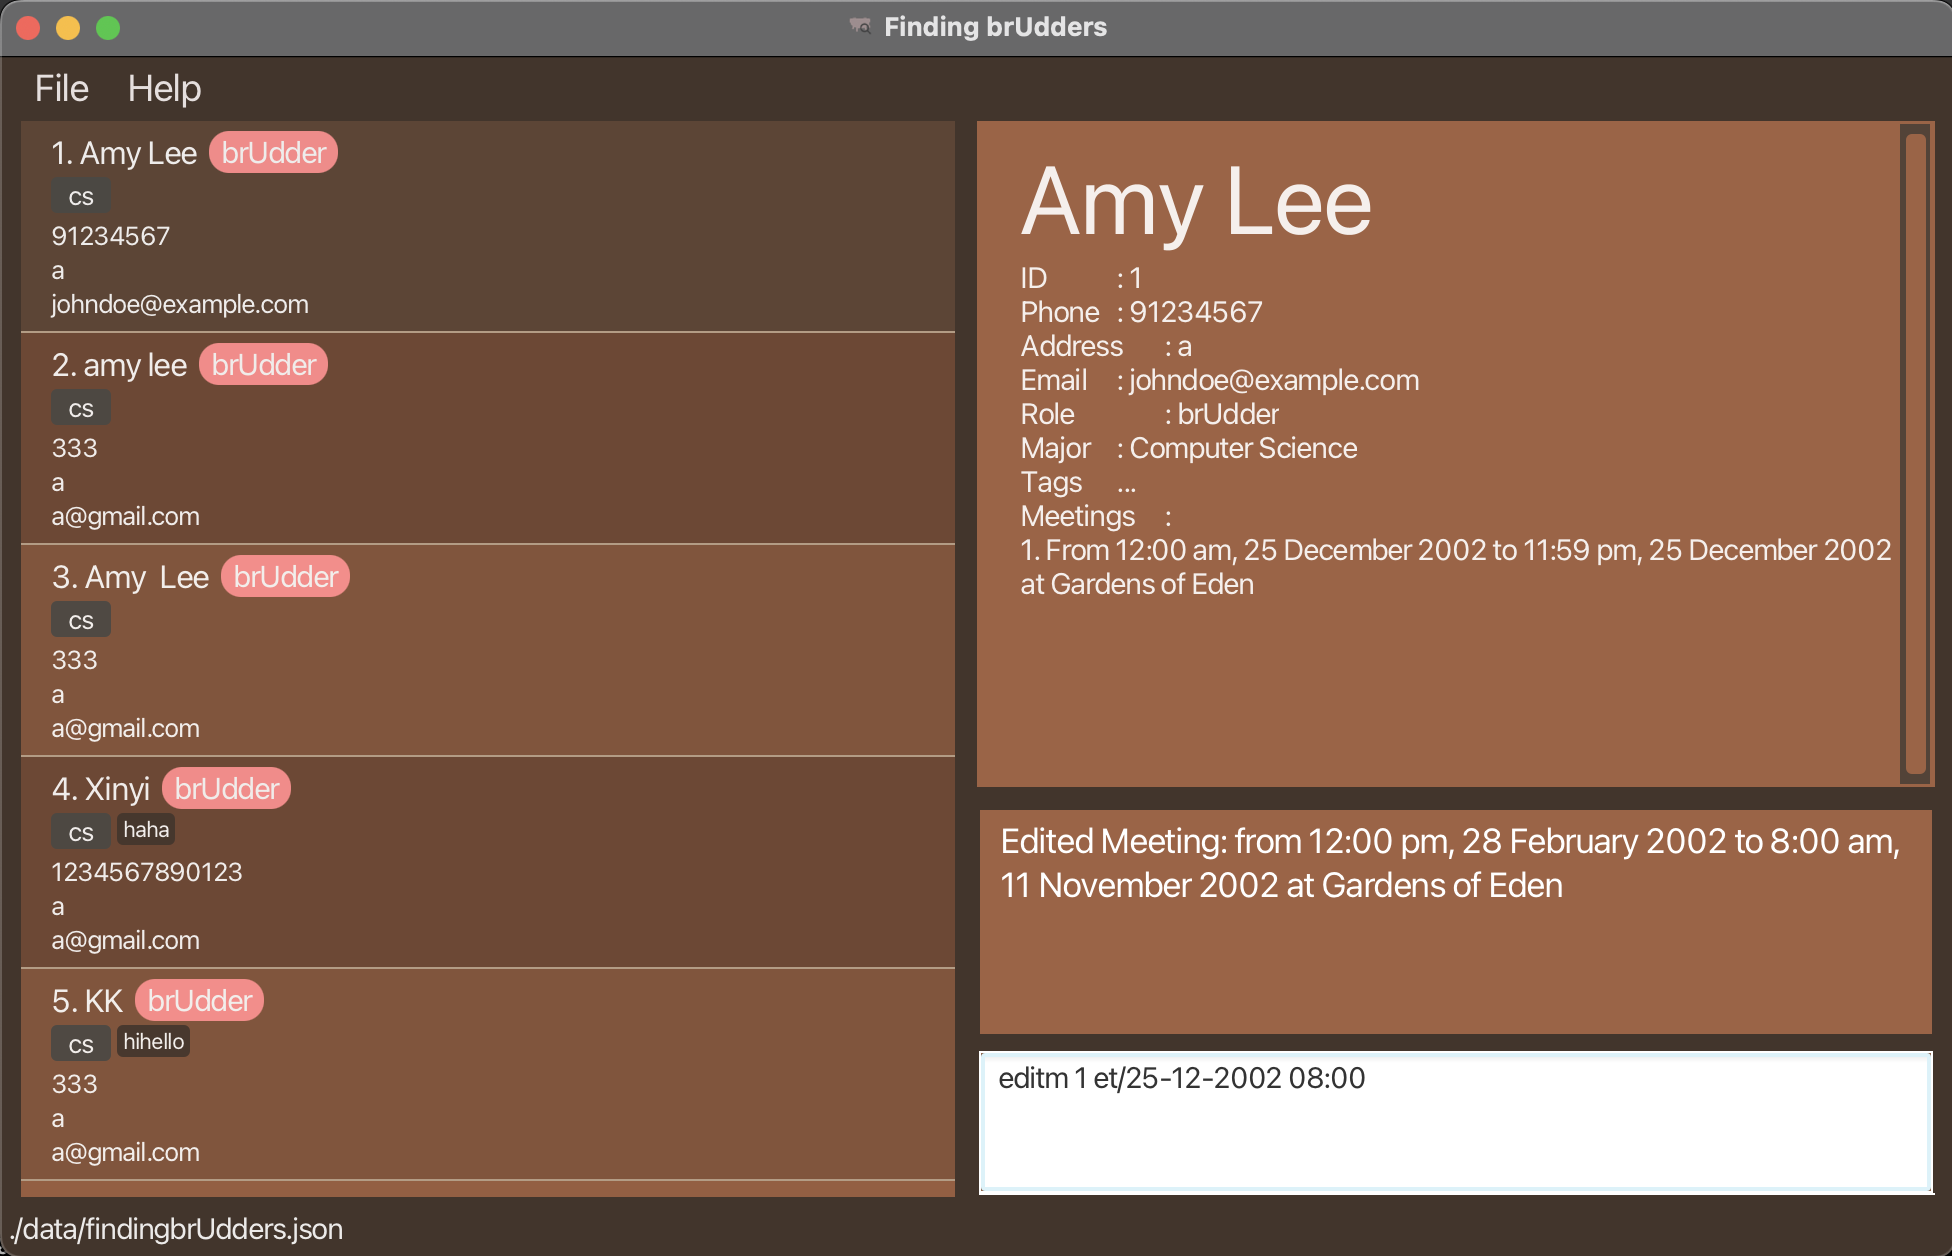 Finding brUdders
File Help
1. Amy Lee brUdder
cs
91234567
a
johndoe@example.com
2. amy lee brUdder
cs
333
a
a@gmail.com
3. Amy  Lee brUdder
cs
333
a
a@gmail.com
4. Xinyi brUdder
cs haha
1234567890123
a
a@gmail.com
5. KK brUdder
cs hihello
333
a
a@gmail.com
Amy Lee
ID : 1
Phone : 91234567
Address : a
Email : johndoe@example.com
Role : brUdder
Major : Computer Science
Tags ...
Meetings :
1. From 12:00 am, 25 December 2002 to 11:59 pm, 25 December 2002
at Gardens of Eden
Edited Meeting: from 12:00 pm, 28 February 2002 to 8:00 am,
11 November 2002 at Gardens of Eden
editm 1 et/25-12-2002 08:00
./data/findingbrUdders.json